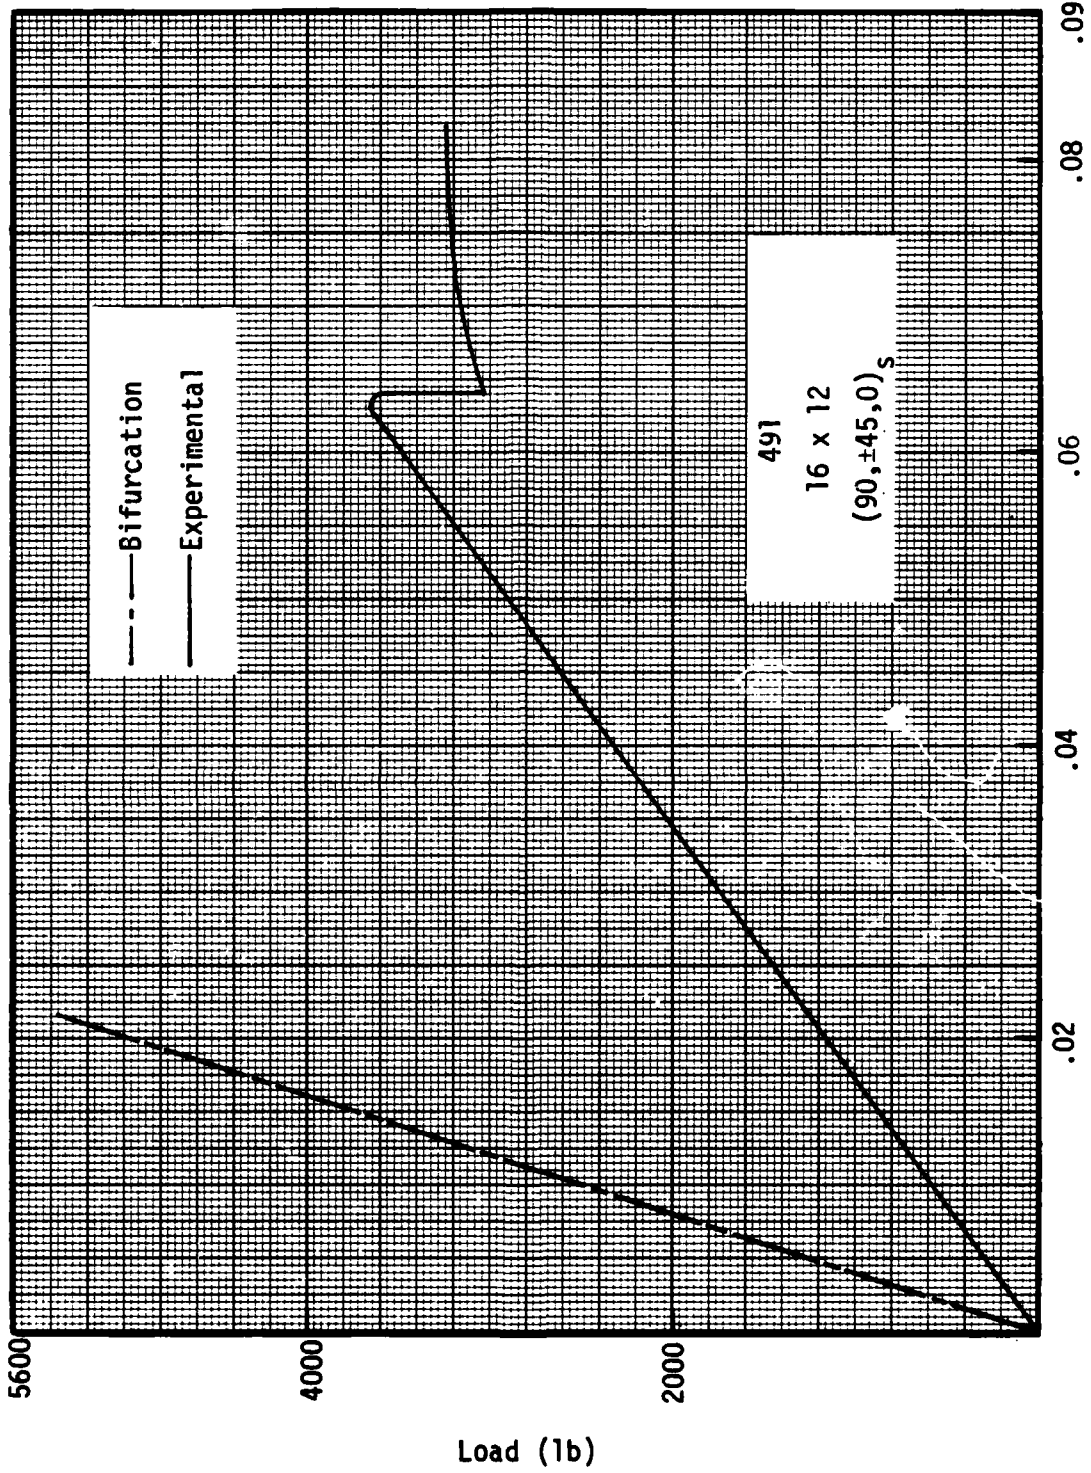 5600
4000
2000
Load (lb)
Bifurcation
Experimental
491
16 x 12
(90,±45,0)s
.02
.04
.06
.08
.09